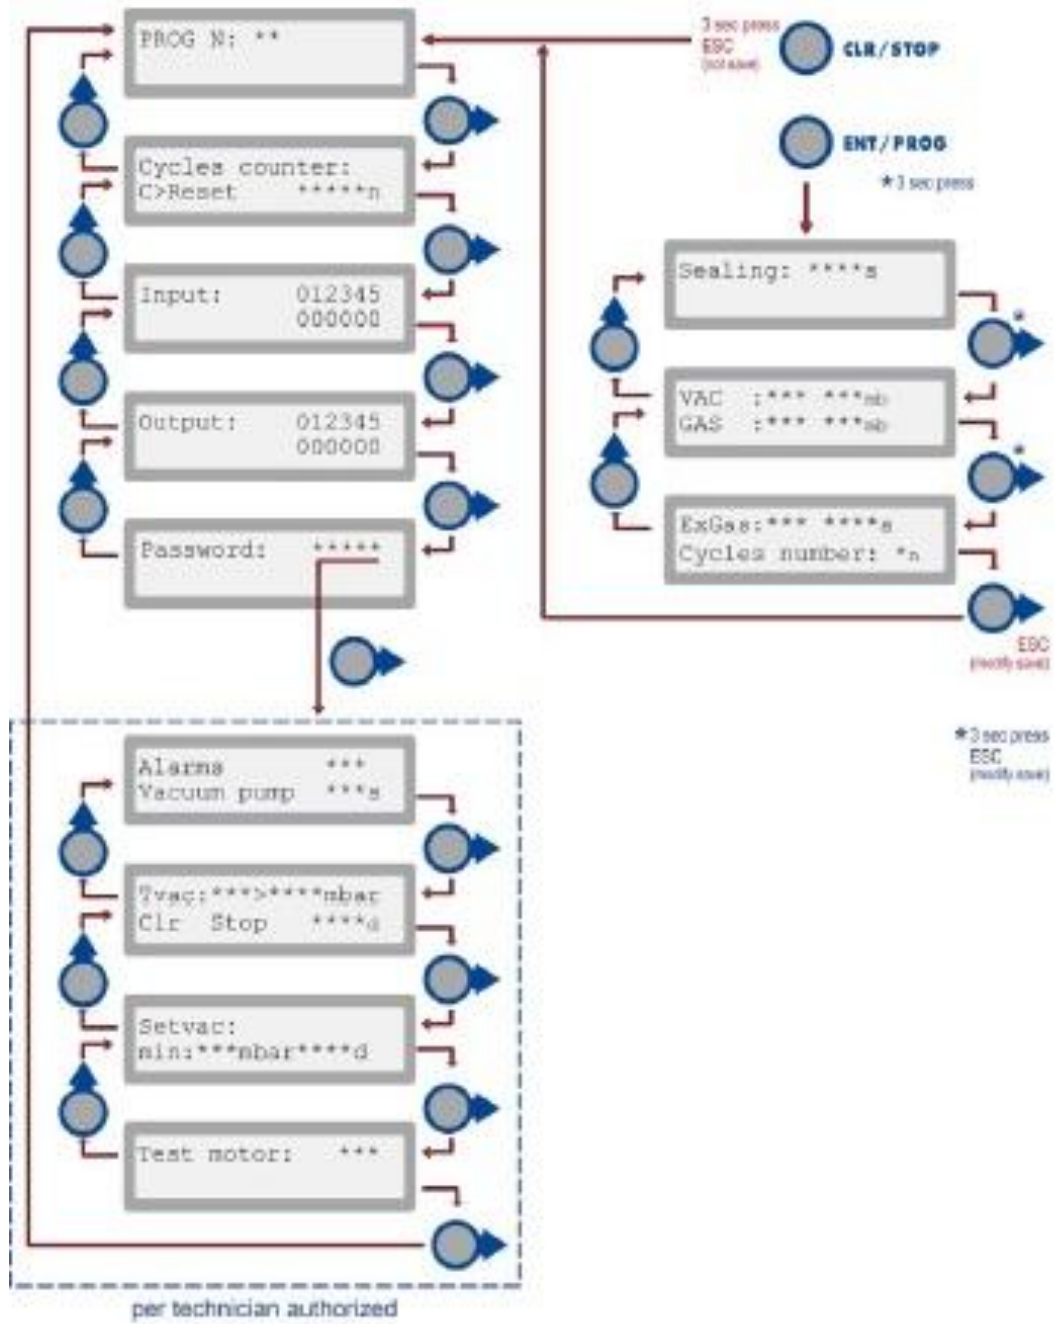 PROG N: **
Cycles counter:
C>Reset *****n
Input: 012345
000000
Output: 012345
000000
Password: *****
3 sec press
ESC
(not save)
CLR/STOP
ENT/PROG
*3 sec press
Sealing: ****s
*
VAC :*** ***mb
GAS :*** ***mb
*
ExGas:*** ****s
Cycles number: *n
ESC
(modify save)
*3 sec press
ESC
(modify save)
Alarms ***
Vacuum pump ***s
Tvac:***>****mbar
Clr Stop ****d
Setvac:
min:***mbar****d
Test motor: ***
per technician authorized